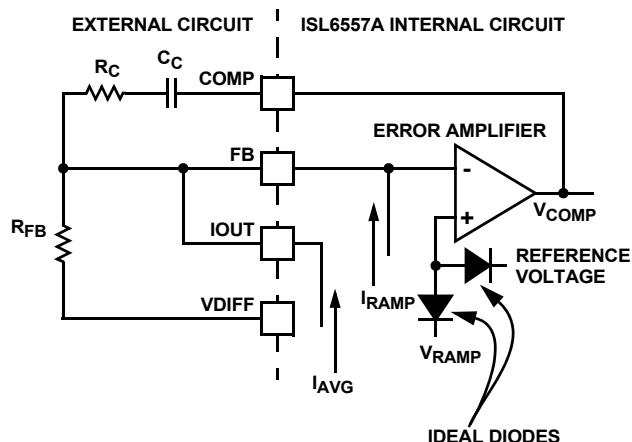 EXTERNAL CIRCUIT
ISL6557A INTERNAL CIRCUIT
RC
CC
COMP
ERROR AMPLIFIER
FB
-
+
VCOMP
RFB
IOUT
REFERENCE
VOLTAGE
IRAMP
VDIFF
VRAMP
IAVG
IDEAL DIODES